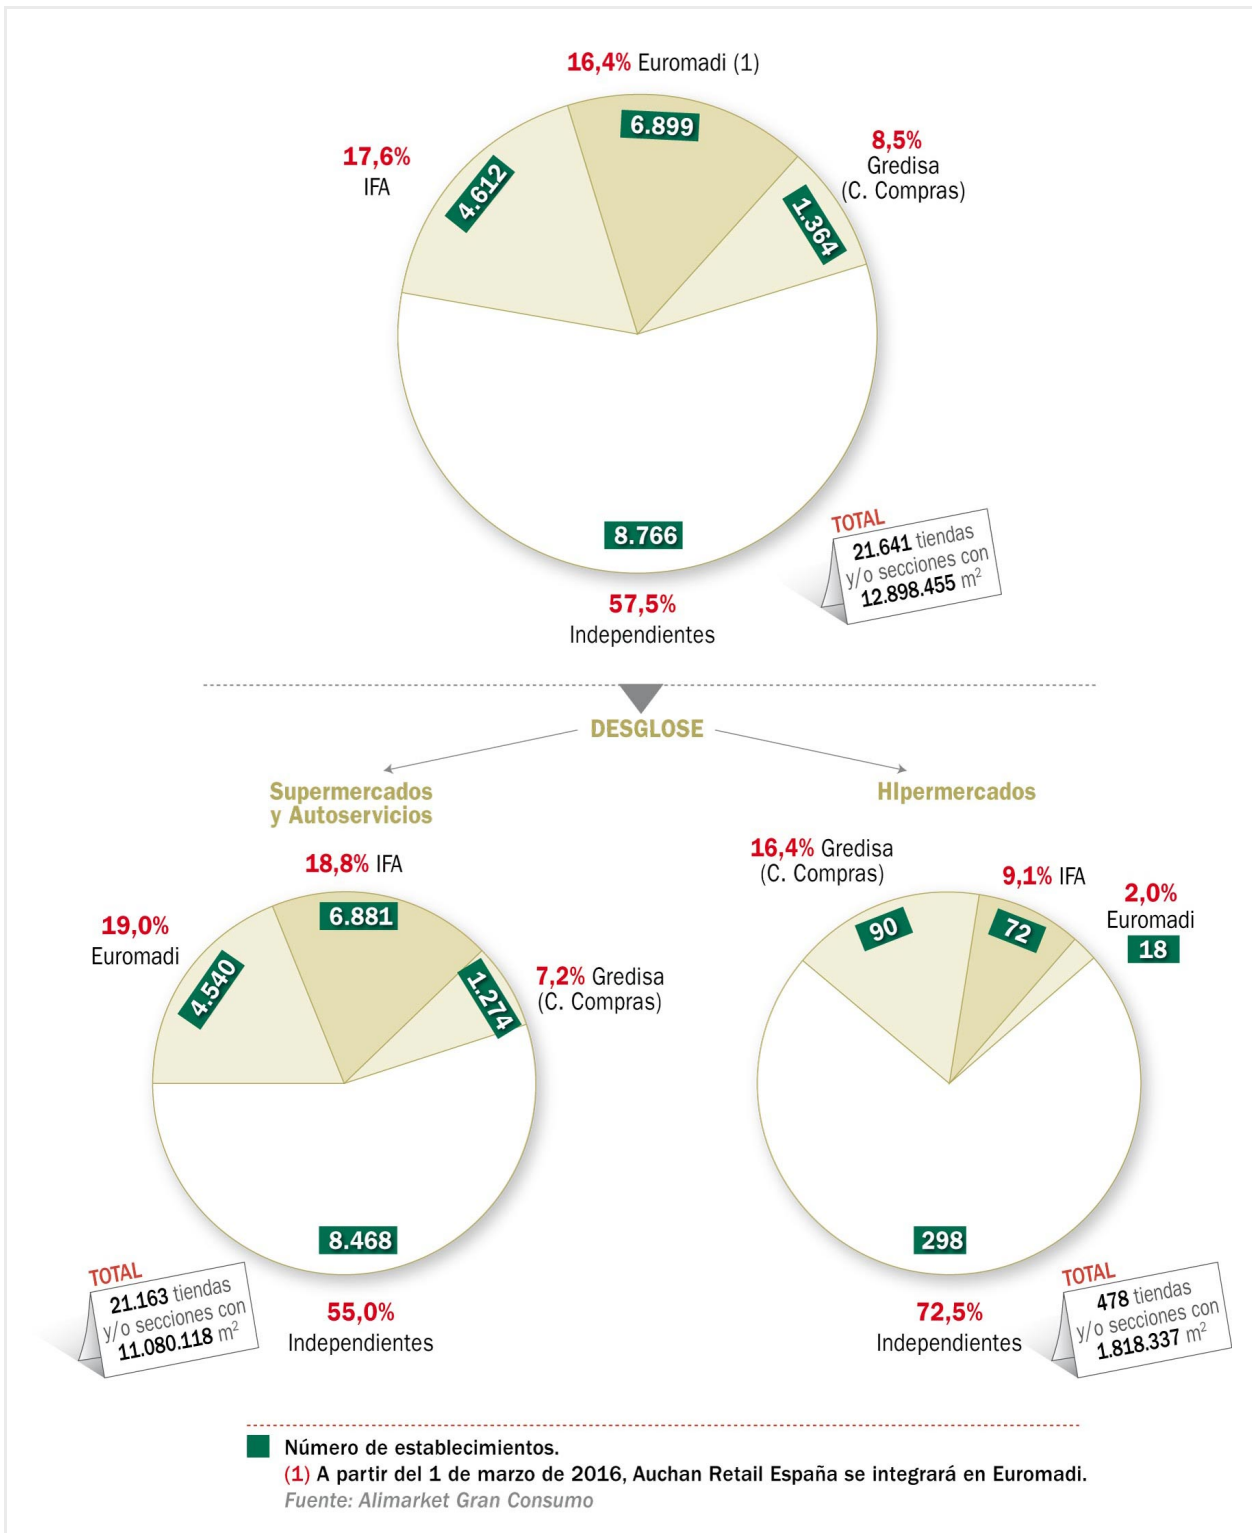 16,4% Euromadi (1)
6.899
8,5%
Gredisa
(C. Compras)
17,6%
IFA
4.612
1.364
8.766
57,5%
Independientes
TOTAL
21.641 tiendas
y/o secciones con
12.898.455 m²
DESGLOSE
Supermercados
y Autoservicios
18,8% IFA
6.881
19,0%
Euromadi
4.540
7,2% Gredisa
(C. Compras)
1.274
8.468
55,0%
Independientes
TOTAL
21.163 tiendas
y/o secciones con
11.080.118 m²
HIpermercados
16,4% Gredisa
(C. Compras)
90
9,1% IFA
72
2,0%
Euromadi
18
298
72,5%
Independientes
TOTAL
478 tiendas
y/o secciones con
1.818.337 m²
Número de establecimientos.
(1) A partir del 1 de marzo de 2016, Auchan Retail España se integrará en Euromadi.
Fuente: Alimarket Gran Consumo